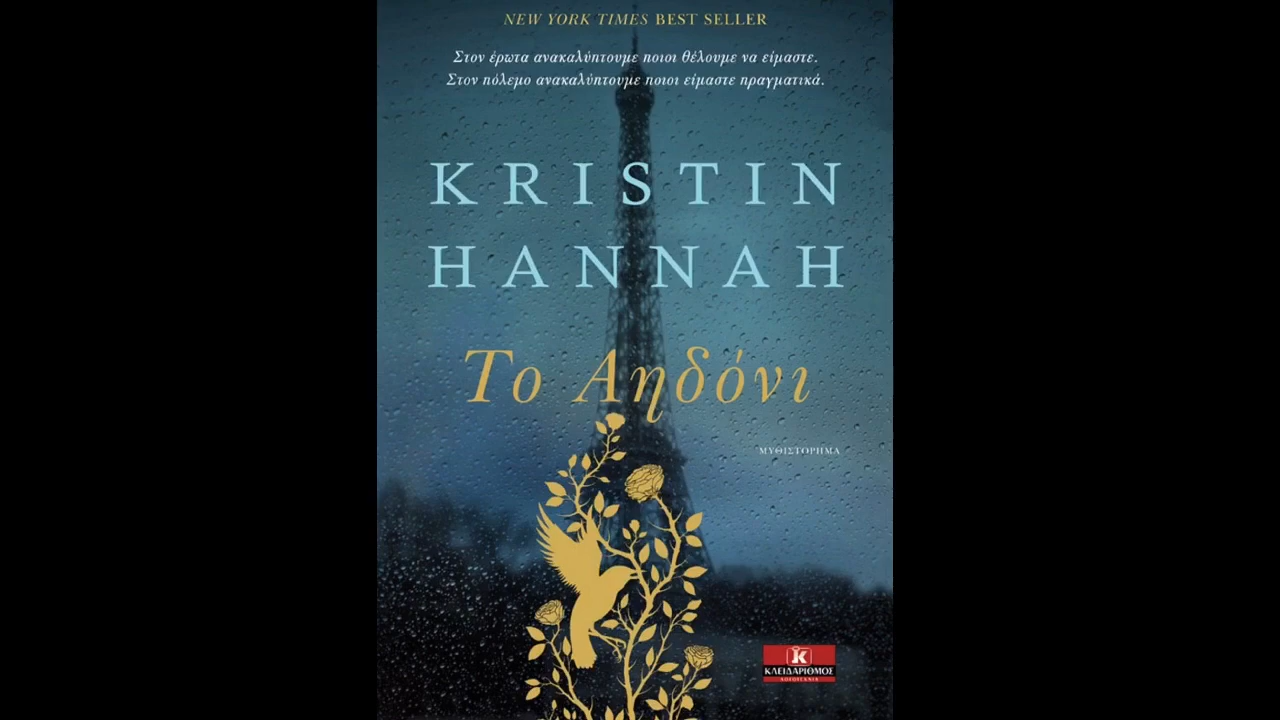 NEW YORK TIMES BEST SELLER
Στον έρωτα ανακαλύπτουμε ποιοι θέλουμε να είμαστε.
Στον πόλεμο ανακαλύπτουμε ποιοι είμαστε πραγματικά.
KRISTIN
HANNAH
Το Αηδόνι
ΜΥΘΙΣΤΟΡΗΜΑ
ΚΛΕΙΔΑΡΙΘΜΟΣ
ΛΟΓΟΤΕΧΝΙΑ